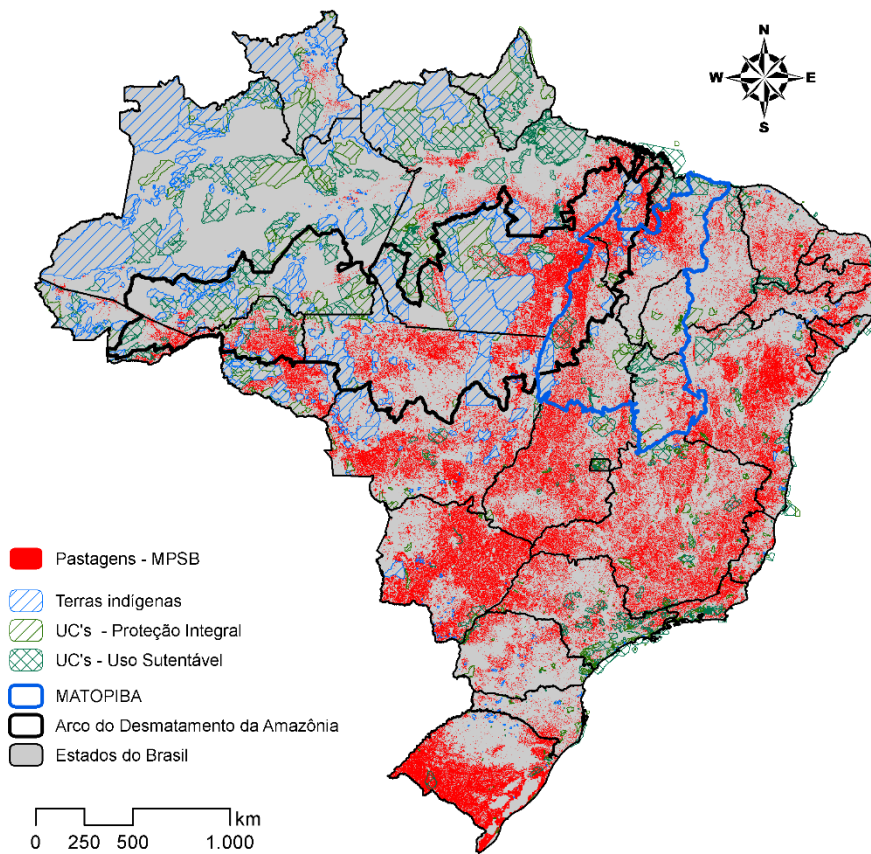 N
W E
S
Pastagens - MPSB
Terras indígenas
UC's - Proteção Integral
UC's - Uso Sutentável
MATOPIBA
Arco do Desmatamento da Amazônia
Estados do Brasil
km
0 250 500 1.000